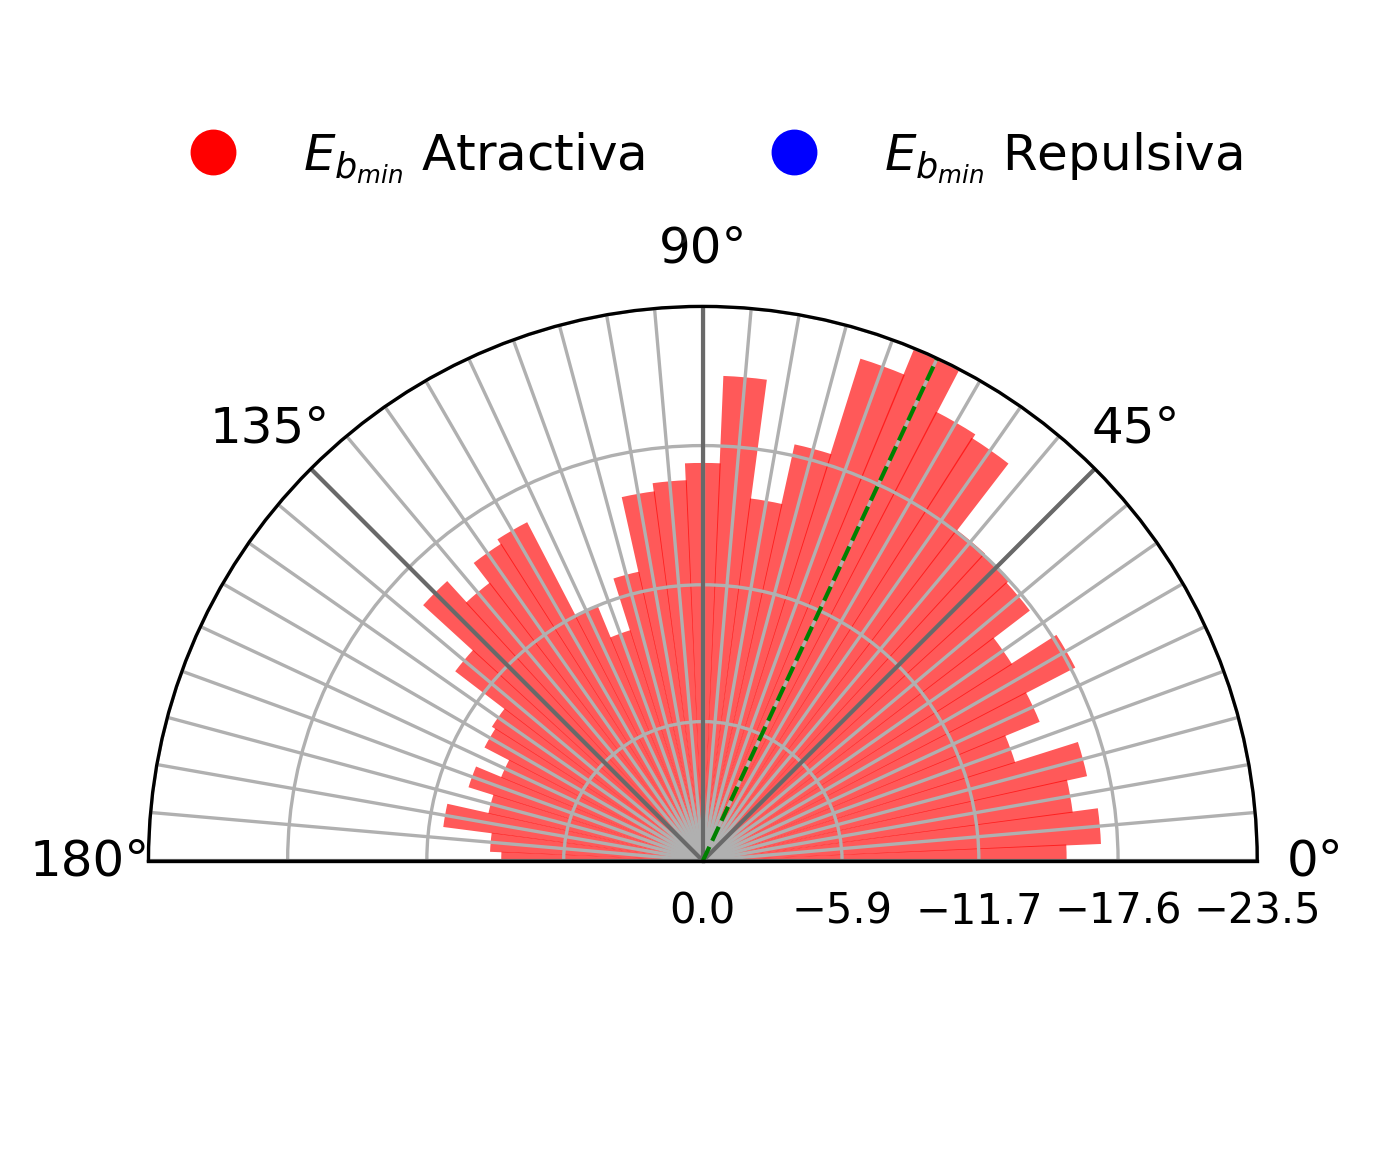 E_{b_{min}} Atractiva E_{b_{min}} Repulsiva
90°
135° 45°
180° 0°
0.0 −5.9 −11.7 −17.6 −23.5